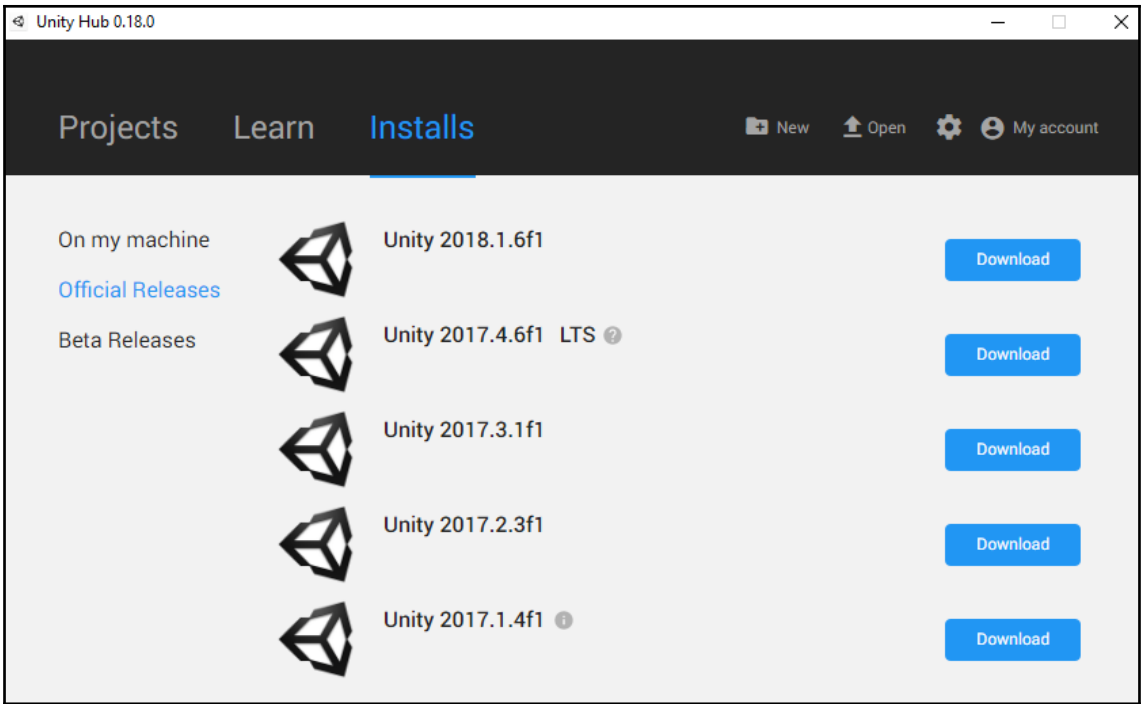 Unity Hub 0.18.0
Projects Learn Installs New Open My account
On my machine
Official Releases
Beta Releases
Unity 2018.1.6f1 Download
Unity 2017.4.6f1 LTS Download
Unity 2017.3.1f1 Download
Unity 2017.2.3f1 Download
Unity 2017.1.4f1 Download